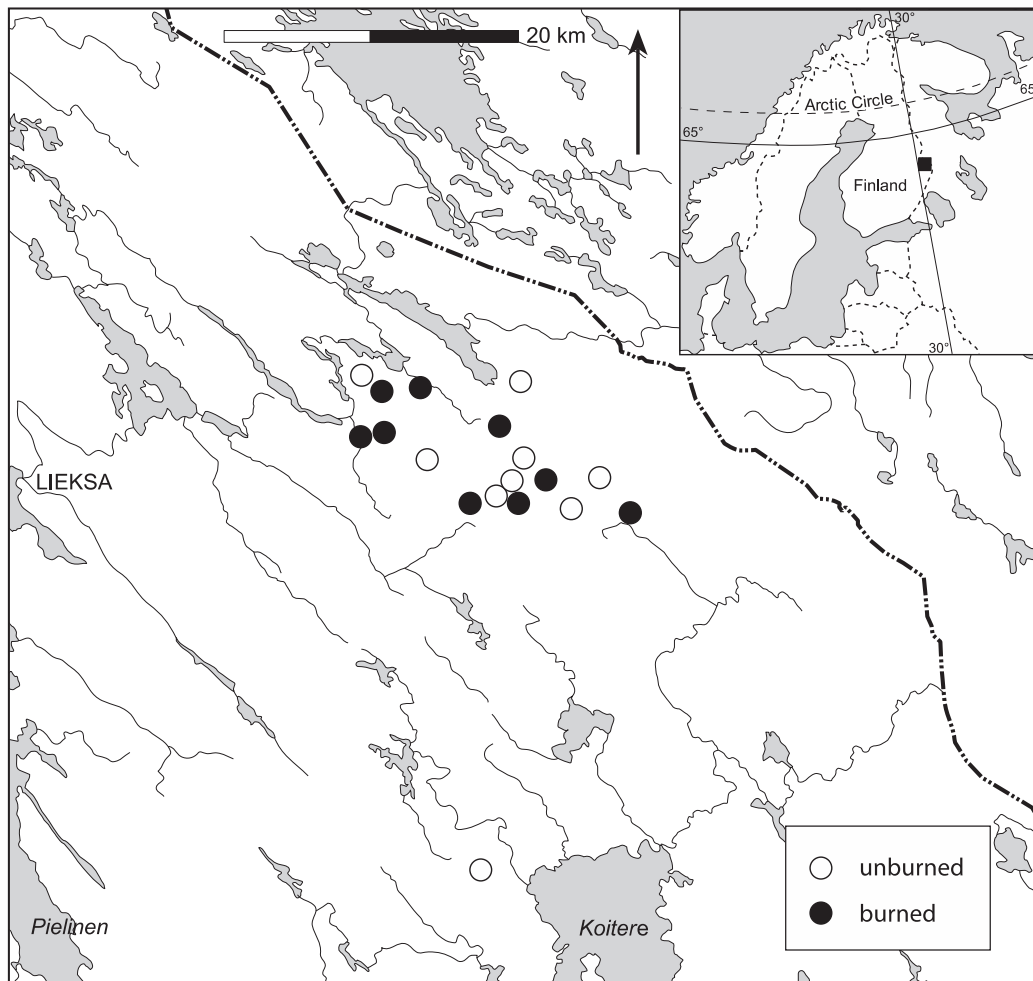 20 km
30°
65°
Arctic Circle
65°
Finland
30°
LIEKSA
unburned
burned
Pielinen
Koitere